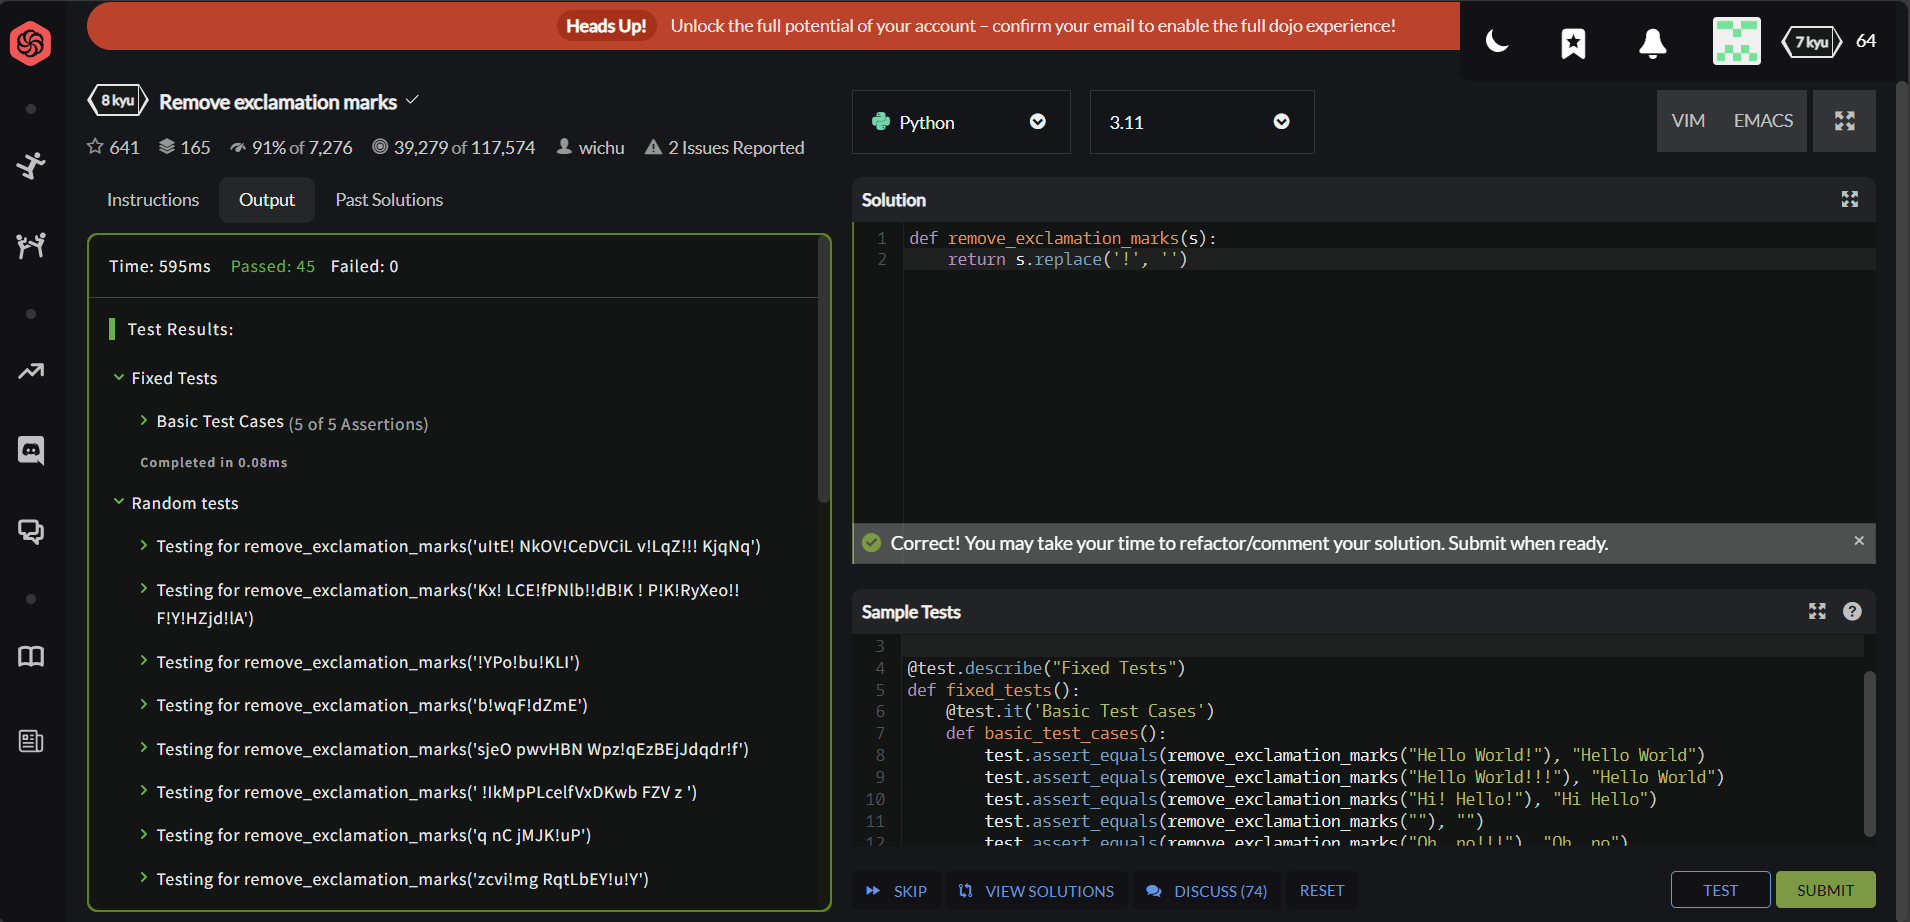 Heads Up! Unlock the full potential of your account – confirm your email to enable the full dojo experience!
7 kyu 64
8 kyu Remove exclamation marks
641 165 91% of 7,276 39,279 of 117,574 wichu 2 Issues Reported
Instructions Output Past Solutions
Time: 595ms Passed: 45 Failed: 0
Test Results:
Fixed Tests
Basic Test Cases (5 of 5 Assertions)
Completed in 0.08ms
Random tests
Testing for remove_exclamation_marks('uItE! NkOV!CeDVCiL v!LqZ!!! KjqNq')
Testing for remove_exclamation_marks('Kx! LCE!fPNlb!!dB!K ! P!K!RyXeo!!
F!Y!HZjd!lA')
Testing for remove_exclamation_marks('!YPo!bu!KLI')
Testing for remove_exclamation_marks('b!wqF!dZmE')
Testing for remove_exclamation_marks('sjeO pwvHBN Wpz!qEzBEjJdqdr!f')
Testing for remove_exclamation_marks(' !IkMpPLcelfVxDKwb FZV z ')
Testing for remove_exclamation_marks('q nC jMJK!uP')
Testing for remove_exclamation_marks('zcvi!mg RqtLbEY!u!Y')
Python 3.11
VIM EMACS
Solution
1 def remove_exclamation_marks(s):
2 return s.replace('!', '')
Correct! You may take your time to refactor/comment your solution. Submit when ready. ×
Sample Tests
3
4 @test.describe("Fixed Tests")
5 def fixed_tests():
6 @test.it('Basic Test Cases')
7 def basic_test_cases():
8 test.assert_equals(remove_exclamation_marks("Hello World!"), "Hello World")
9 test.assert_equals(remove_exclamation_marks("Hello World!!!"), "Hello World")
10 test.assert_equals(remove_exclamation_marks("Hi! Hello!"), "Hi Hello")
11 test.assert_equals(remove_exclamation_marks(""), "")
12 test.assert_equals(remove_exclamation_marks("Oh, no!!!"), "Oh, no")
SKIP VIEW SOLUTIONS DISCUSS (74) RESET TEST SUBMIT